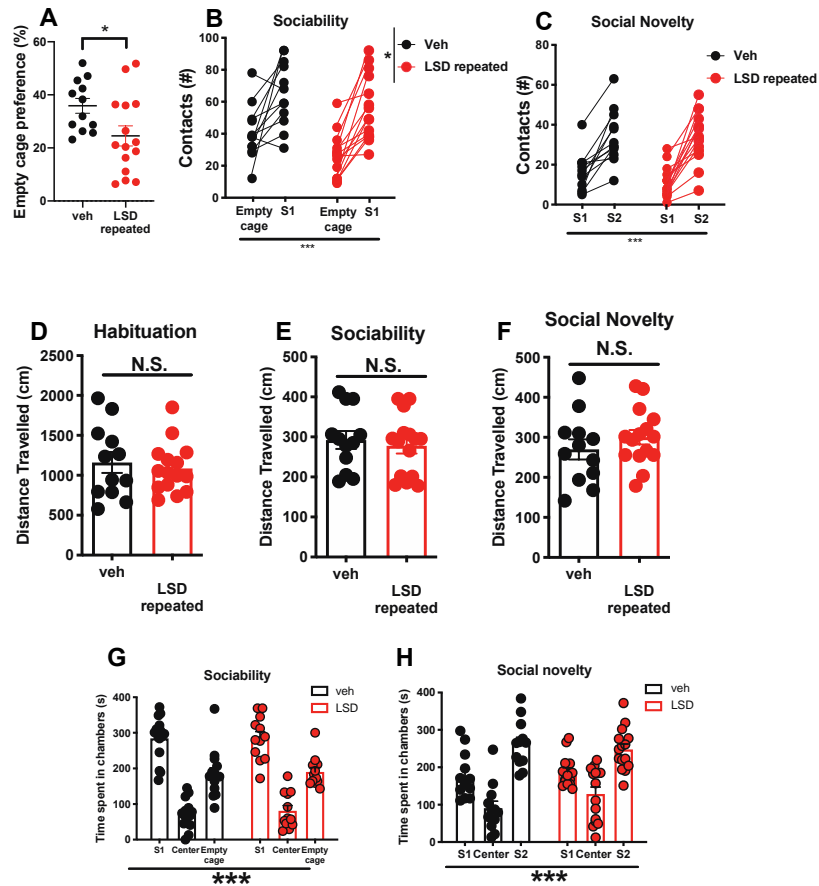 A
Empty cage preference (%)
60
40
20
0
*
veh
LSD
repeated
B
Sociability
Contacts (#)
100
80
60
40
20
0
Empty
cage
S1
Empty
cage
S1
***
*
Veh
LSD repeated
C
Social Novelty
Contacts (#)
80
60
40
20
0
S1
S2
S1
S2
***
Veh
LSD repeated
D
Habituation
N.S.
Distance Travelled (cm)
2500
2000
1500
1000
500
0
veh
LSD
repeated
E
Sociability
N.S.
Distance Travelled (cm)
500
400
300
200
100
0
veh
LSD
repeated
F
Social Novelty
N.S.
Distance Travelled (cm)
500
400
300
200
100
0
veh
LSD
repeated
G
Sociability
veh
LSD
Time spent in chambers (s)
400
300
200
100
0
S1
Center
Empty
cage
S1
Center
Empty
cage
***
H
Social novelty
veh
LSD
Time spent in chambers (s)
400
300
200
100
0
S1
Center
S2
S1
Center
S2
***